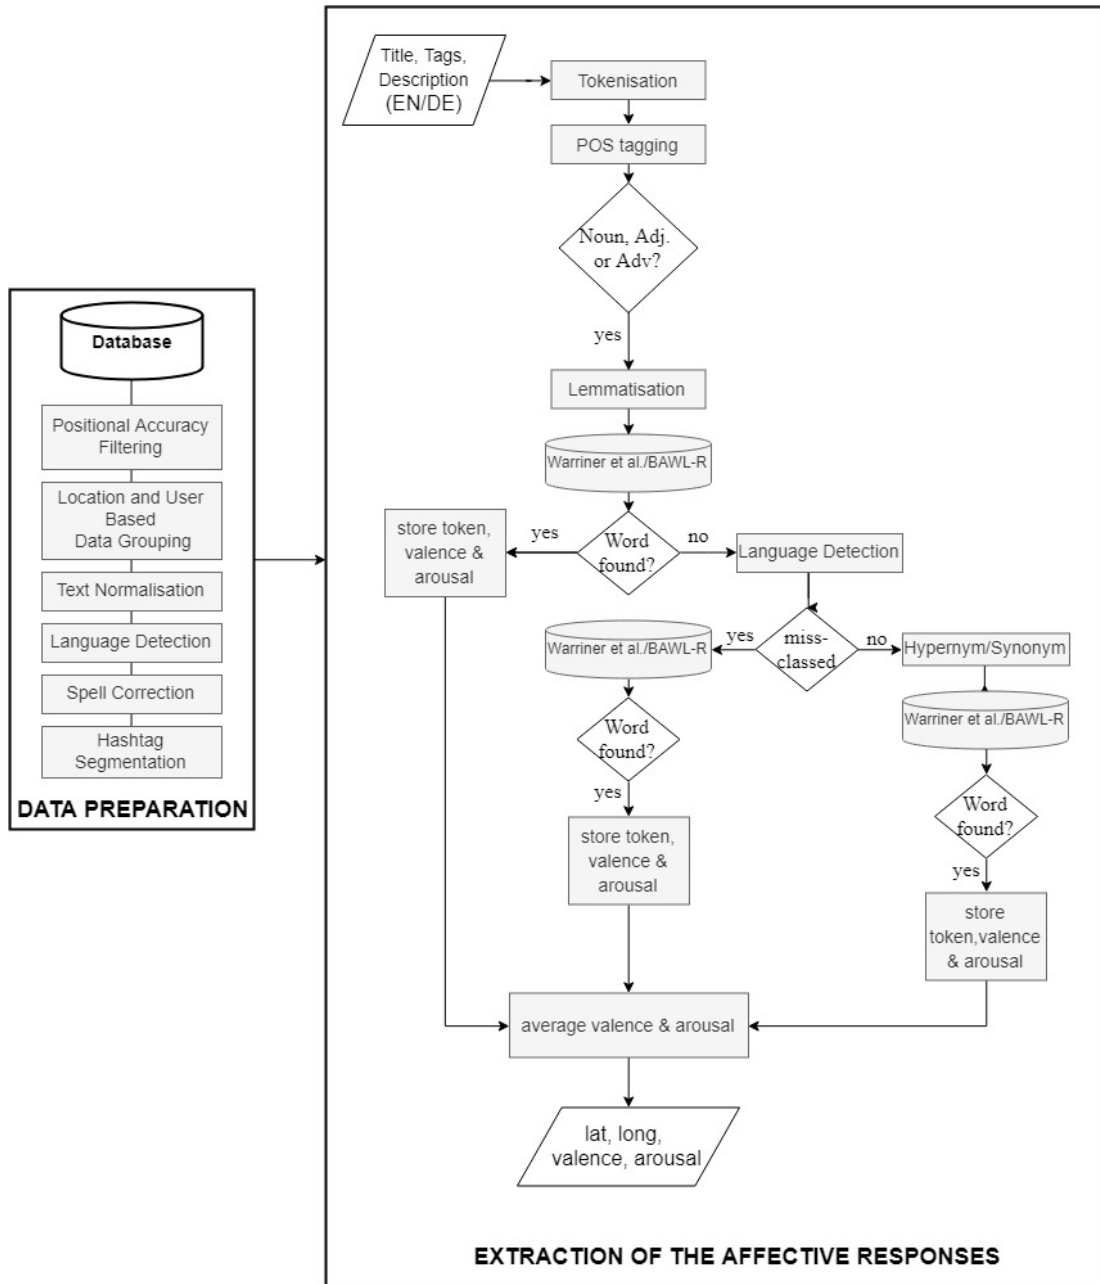 Database
Positional Accuracy
Filtering
Location and User
Based
Data Grouping
Text Normalisation
Language Detection
Spell Correction
Hashtag
Segmentation
DATA PREPARATION
Title, Tags,
Description
(EN/DE)
Tokenisation
POS tagging
Noun, Adj.
or Adv?
yes
Lemmatisation
Warriner et al./BAWL-R
Word
found?
yes
store token,
valence &
arousal
no
Language Detection
miss-
classed
yes
Warriner et al./BAWL-R
Word
found?
yes
store token,
valence &
arousal
no
Hypernym/Synonym
Warriner et al./BAWL-R
Word
found?
yes
store
token,valence
& arousal
average valence & arousal
lat, long,
valence, arousal
EXTRACTION OF THE AFFECTIVE RESPONSES